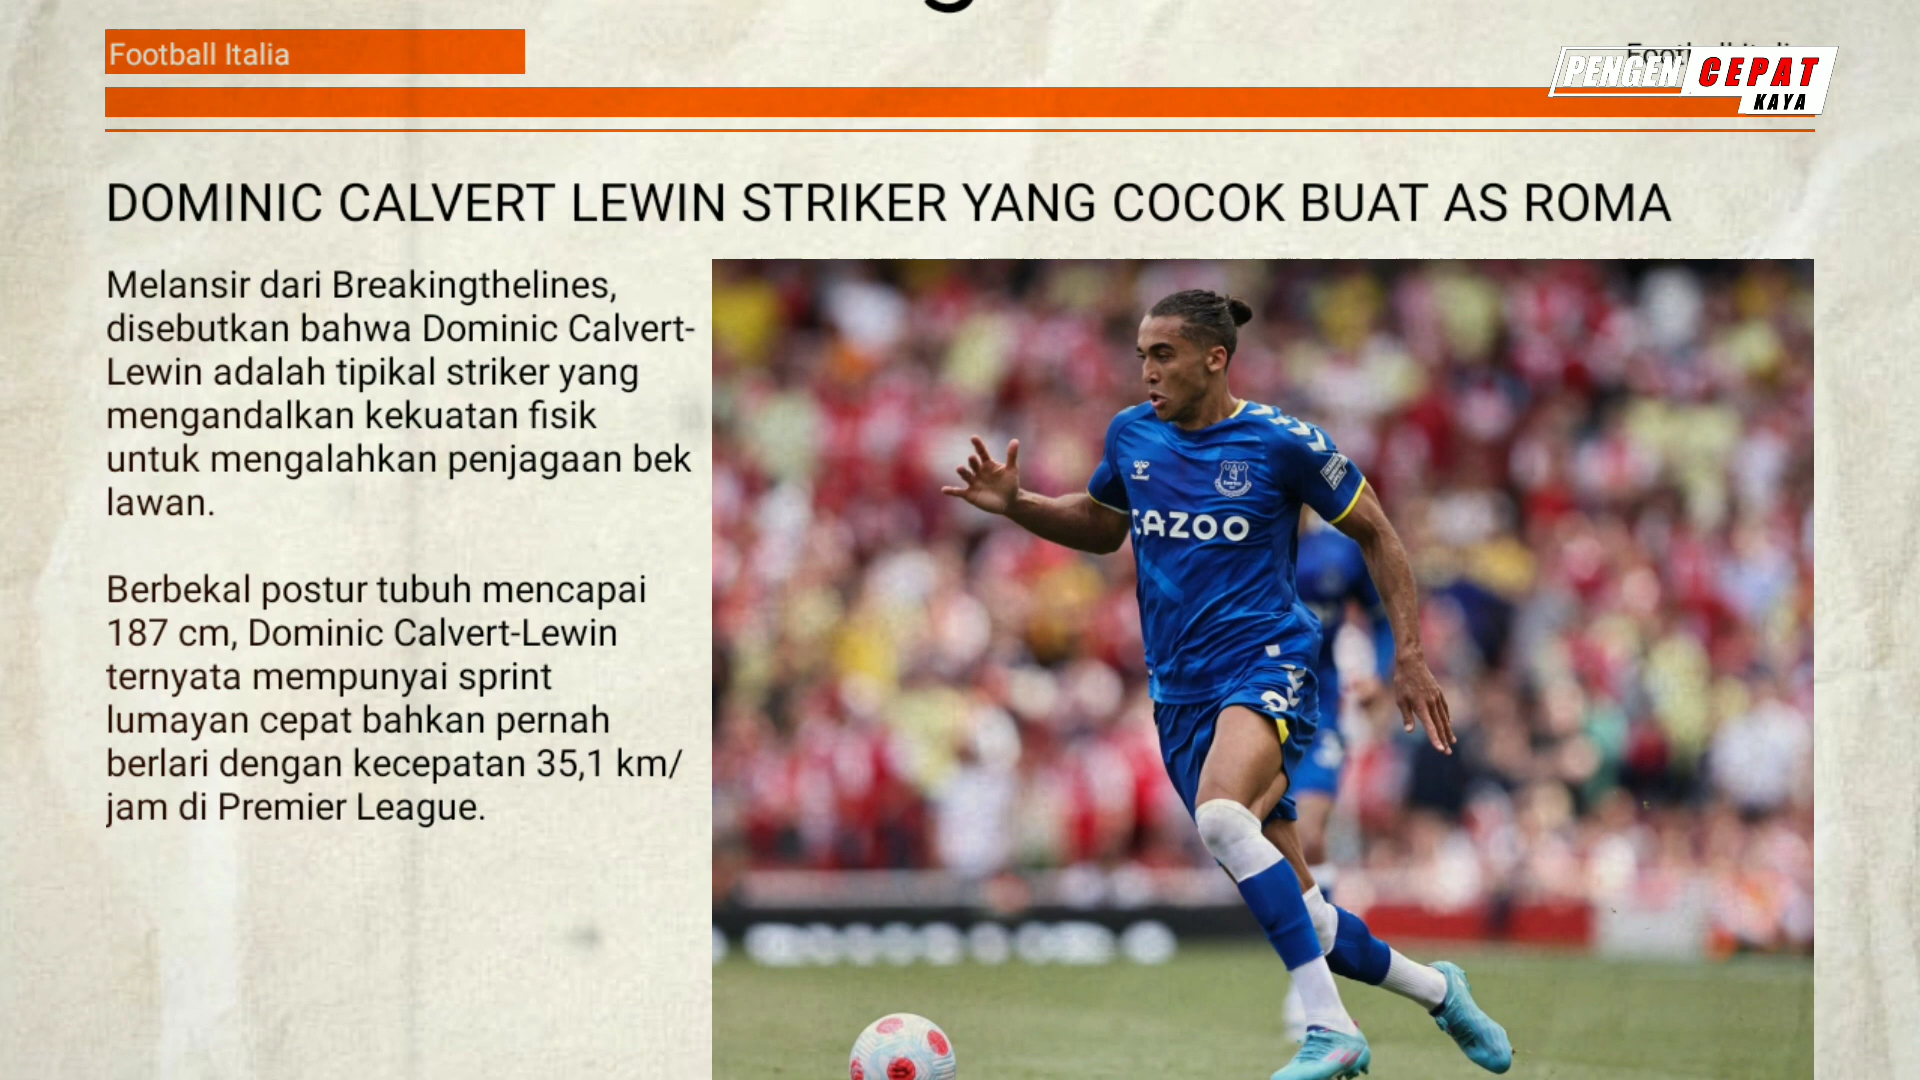 Football Italia
PENGEN CEPAT
KAYA
DOMINIC CALVERT LEWIN STRIKER YANG COCOK BUAT AS ROMA
Melansir dari Breakingthelines,
disebutkan bahwa Dominic Calvert-
Lewin adalah tipikal striker yang
mengandalkan kekuatan fisik
untuk mengalahkan penjagaan bek
lawan.
Berbekal postur tubuh mencapai
187 cm, Dominic Calvert-Lewin
ternyata mempunyai sprint
lumayan cepat bahkan pernah
berlari dengan kecepatan 35,1 km/
jam di Premier League.
CAZOO